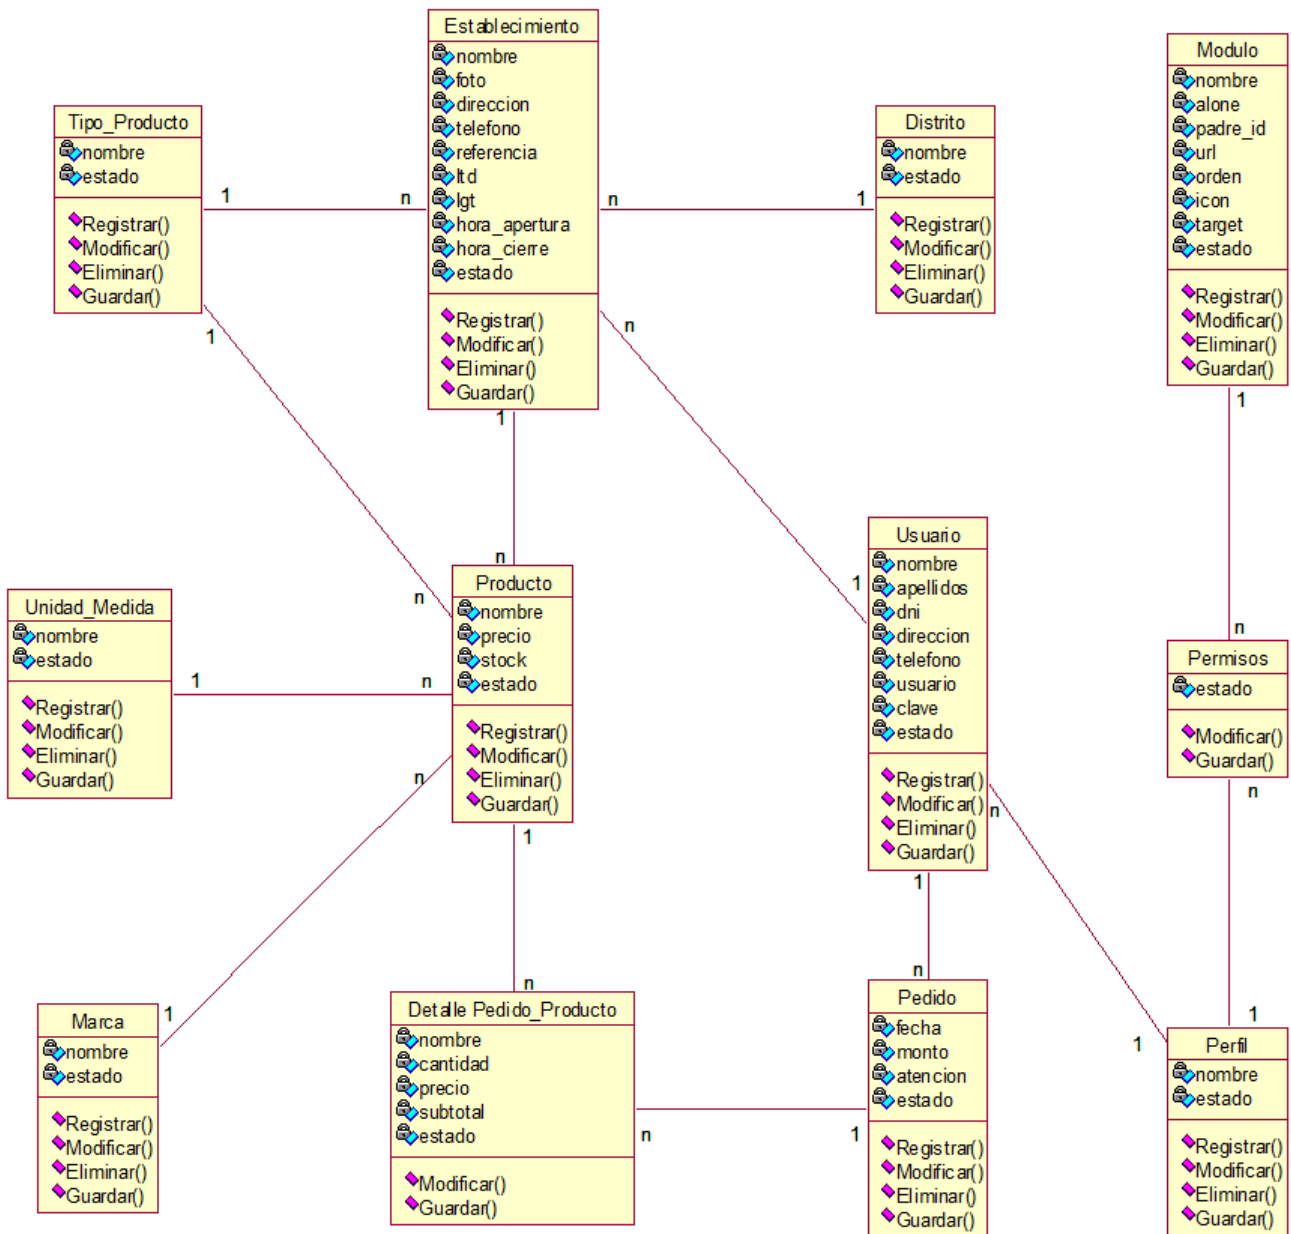 Establecimiento
nombre
foto
direccion
telefono
referencia
ltd
lgt
hora_apertura
hora_cierre
estado
Registrar()
Modificar()
Eliminar()
Guardar()
Modulo
nombre
alone
padre_id
url
orden
icon
target
estado
Registrar()
Modificar()
Eliminar()
Guardar()
Tipo_Producto
nombre
estado
Registrar()
Modificar()
Eliminar()
Guardar()
Distrito
nombre
estado
Registrar()
Modificar()
Eliminar()
Guardar()
1
n
n
1
1
n
1
1
n
n
1
n
Usuario
nombre
apellidos
dni
direccion
telefono
usuario
clave
estado
Registrar()
Modificar()
Eliminar()
Guardar()
Producto
nombre
precio
stock
estado
Registrar()
Modificar()
Eliminar()
Guardar()
Unidad_Medida
nombre
estado
Registrar()
Modificar()
Eliminar()
Guardar()
n
Permisos
estado
Modificar()
Guardar()
1
n
n
n
n
1
1
n
n
1
1
1
Detalle Pedido_Producto
nombre
cantidad
precio
subtotal
estado
Modificar()
Guardar()
Pedido
fecha
monto
atencion
estado
Registrar()
Modificar()
Eliminar()
Guardar()
Marca
nombre
estado
Registrar()
Modificar()
Eliminar()
Guardar()
Perfil
nombre
estado
Registrar()
Modificar()
Eliminar()
Guardar()
n
1